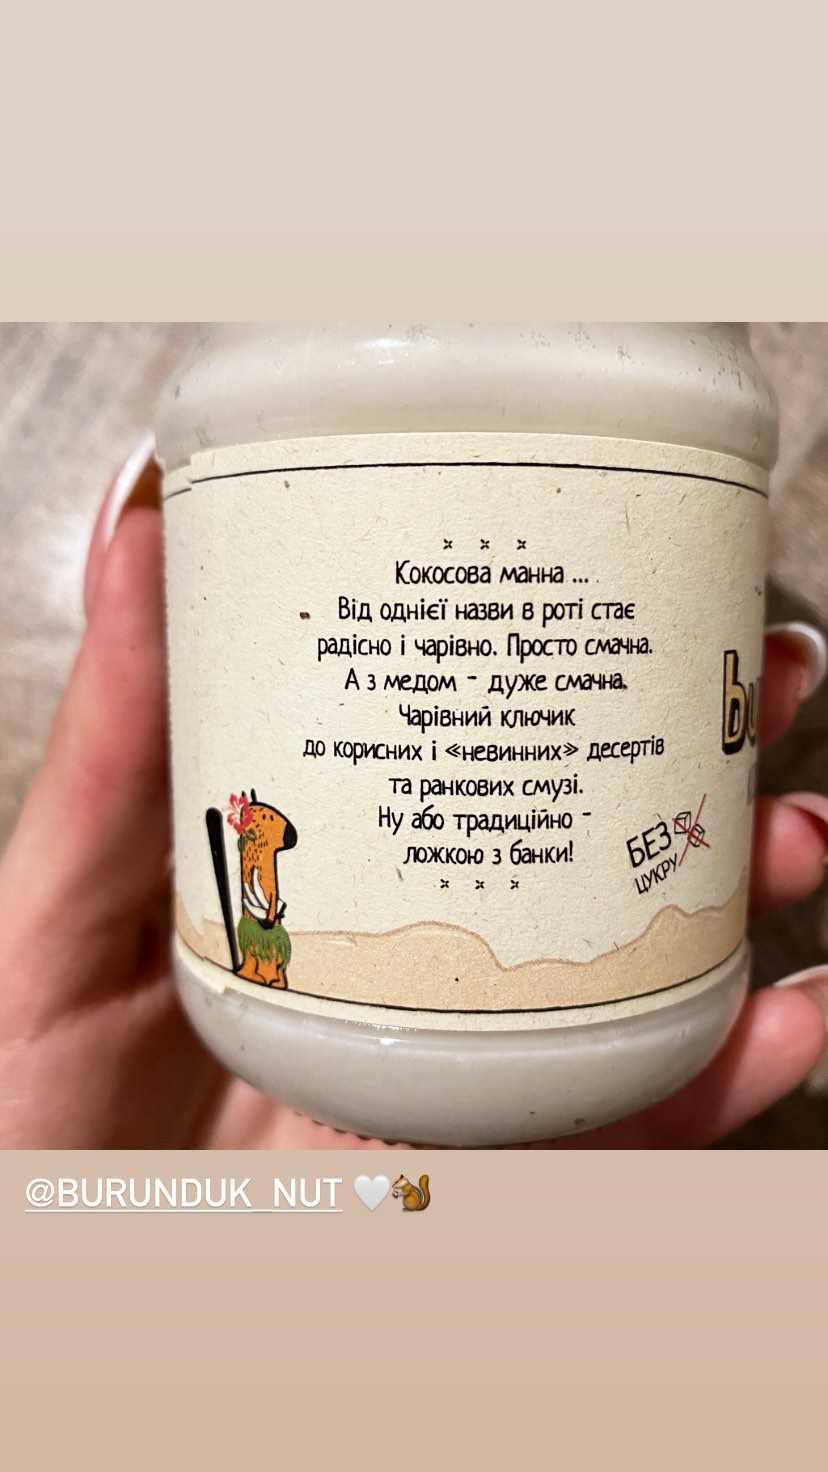 Кокосова манна ...
Від однієї назви в роті стає
радісно і чарівно. Просто смачна.
А з медом - дуже смачна.
Чарівний ключик
до корисних і «невинних» десертів
та ранкових смузі.
Ну або традиційно -
ложкою з банки!
БЕЗ
ЦУКРУ
@BURUNDUK_NUT